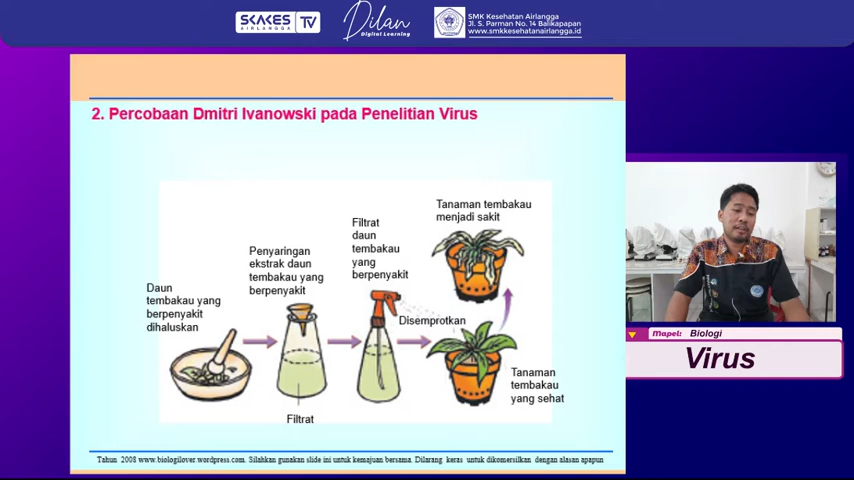 SKAKES
AIRLANGGA
TV
Dilan
Digital Learning
SMK Kesehatan Airlangga
Jl. S. Parman No. 14 Balikapapan
www.smkkesehatanairlangga.id
2. Percobaan Dmitri Ivanowski pada Penelitian Virus
Daun
tembakau yang
berpenyakit
dihaluskan
Penyaringan
ekstrak daun
tembakau yang
berpenyakit
Filtrat
Filtrat
daun
tembakau
yang
berpenyakit
Disemprotkan
Tanaman tembakau
menjadi sakit
Tanaman
tembakau
yang sehat
Tahun 2008 www.biologilover.wordpress.com. Silahkan gunakan slide ini untuk kemajuan bersama. Dilarang keras untuk dikomersilkan dengan alasan apapun
Mapel: Biologi
Virus